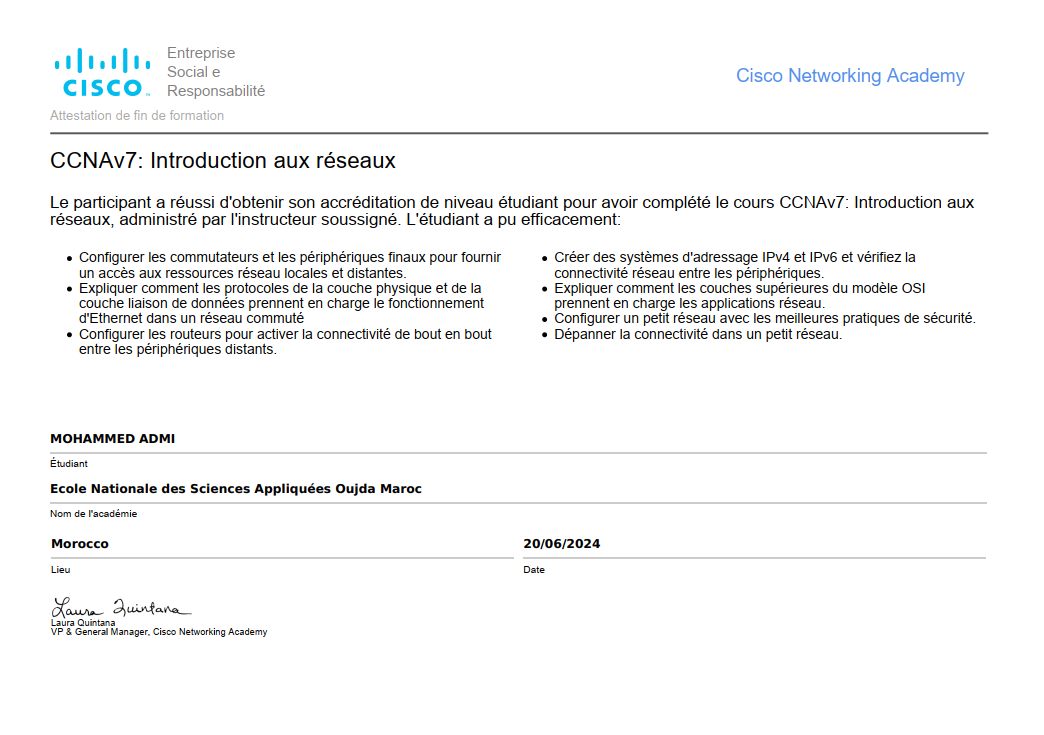 CISCO
Entreprise
Social e
Responsabilité
Cisco Networking Academy
Attestation de fin de formation
CCNAv7: Introduction aux réseaux
Le participant a réussi d'obtenir son accréditation de niveau étudiant pour avoir complété le cours CCNAv7: Introduction aux
réseaux, administré par l'instructeur soussigné. L'étudiant a pu efficacement:
• Configurer les commutateurs et les périphériques finaux pour fournir
un accès aux ressources réseau locales et distantes.
• Expliquer comment les protocoles de la couche physique et de la
couche liaison de données prennent en charge le fonctionnement
d'Ethernet dans un réseau commuté
• Configurer les routeurs pour activer la connectivité de bout en bout
entre les périphériques distants.
• Créer des systèmes d'adressage IPv4 et IPv6 et vérifiez la
connectivité réseau entre les périphériques.
• Expliquer comment les couches supérieures du modèle OSI
prennent en charge les applications réseau.
• Configurer un petit réseau avec les meilleures pratiques de sécurité.
• Dépanner la connectivité dans un petit réseau.
MOHAMMED ADMI
Étudiant
Ecole Nationale des Sciences Appliquées Oujda Maroc
Nom de l'académie
Morocco
Lieu
20/06/2024
Date
Laura Quintana
Laura Quintana
VP & General Manager, Cisco Networking Academy